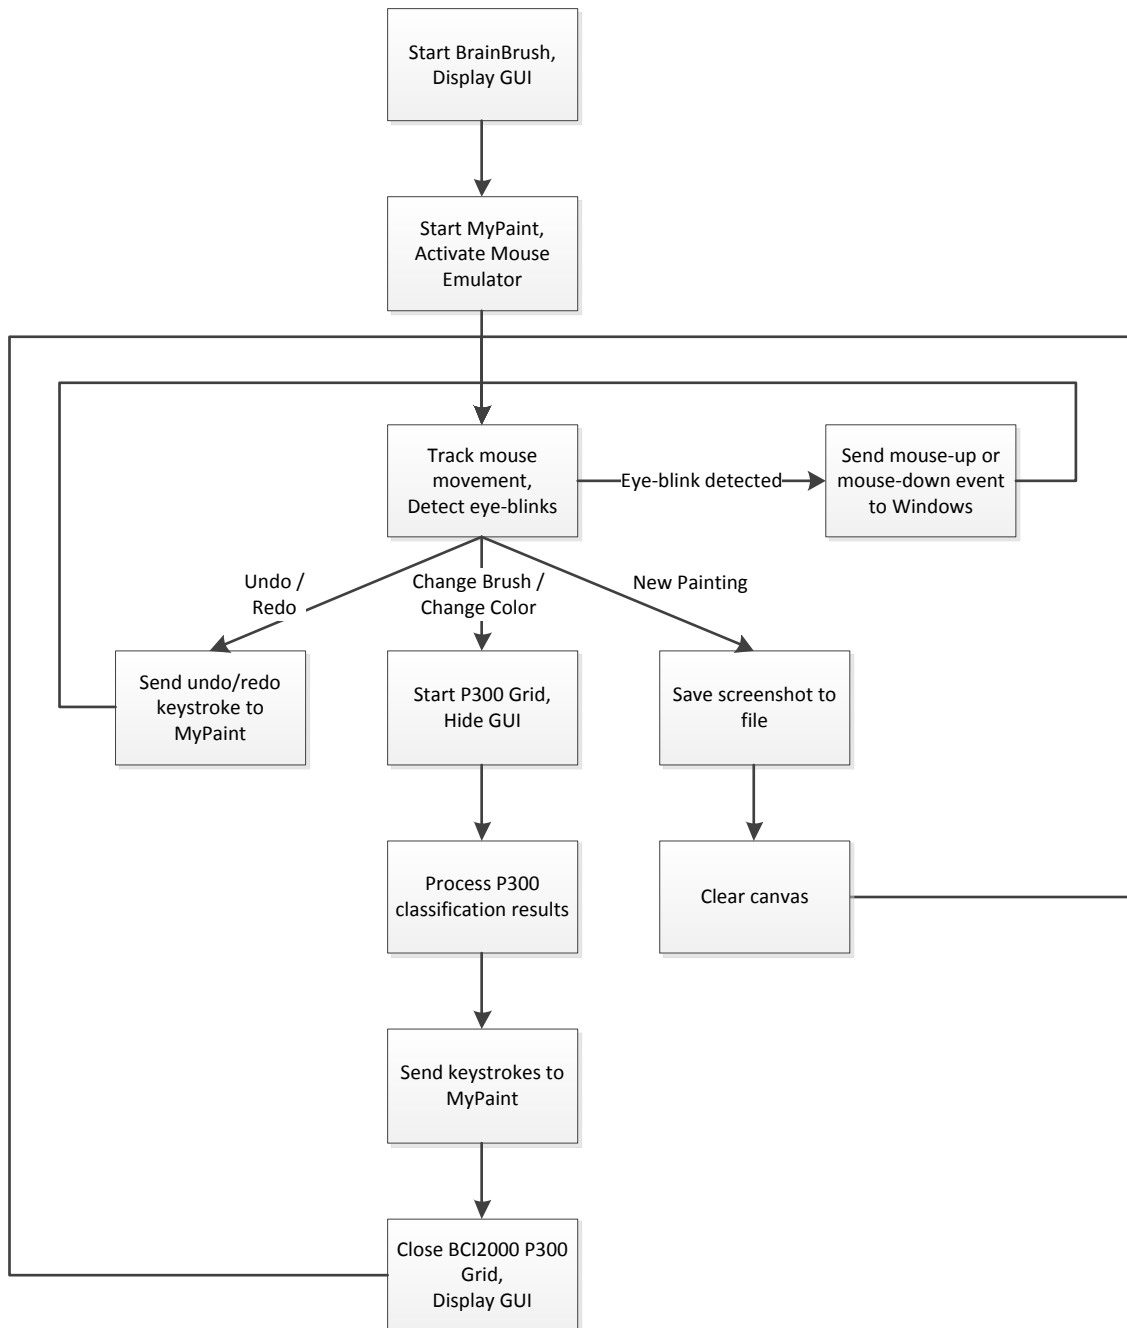 Start BrainBrush,
Display GUI
Start MyPaint,
Activate Mouse
Emulator
Track mouse
movement,
Detect eye-blinks
Eye-blink detected
Send mouse-up or
mouse-down event
to Windows
Undo /
Redo
Change Brush /
Change Color
New Painting
Send undo/redo
keystroke to
MyPaint
Start P300 Grid,
Hide GUI
Save screenshot to
file
Process P300
classification results
Clear canvas
Send keystrokes to
MyPaint
Close BCI2000 P300
Grid,
Display GUI